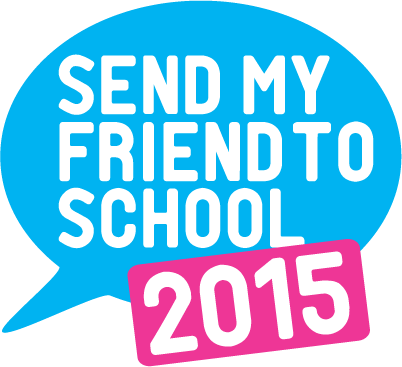 SEND MY
FRIEND TO
SCHOOL
2015